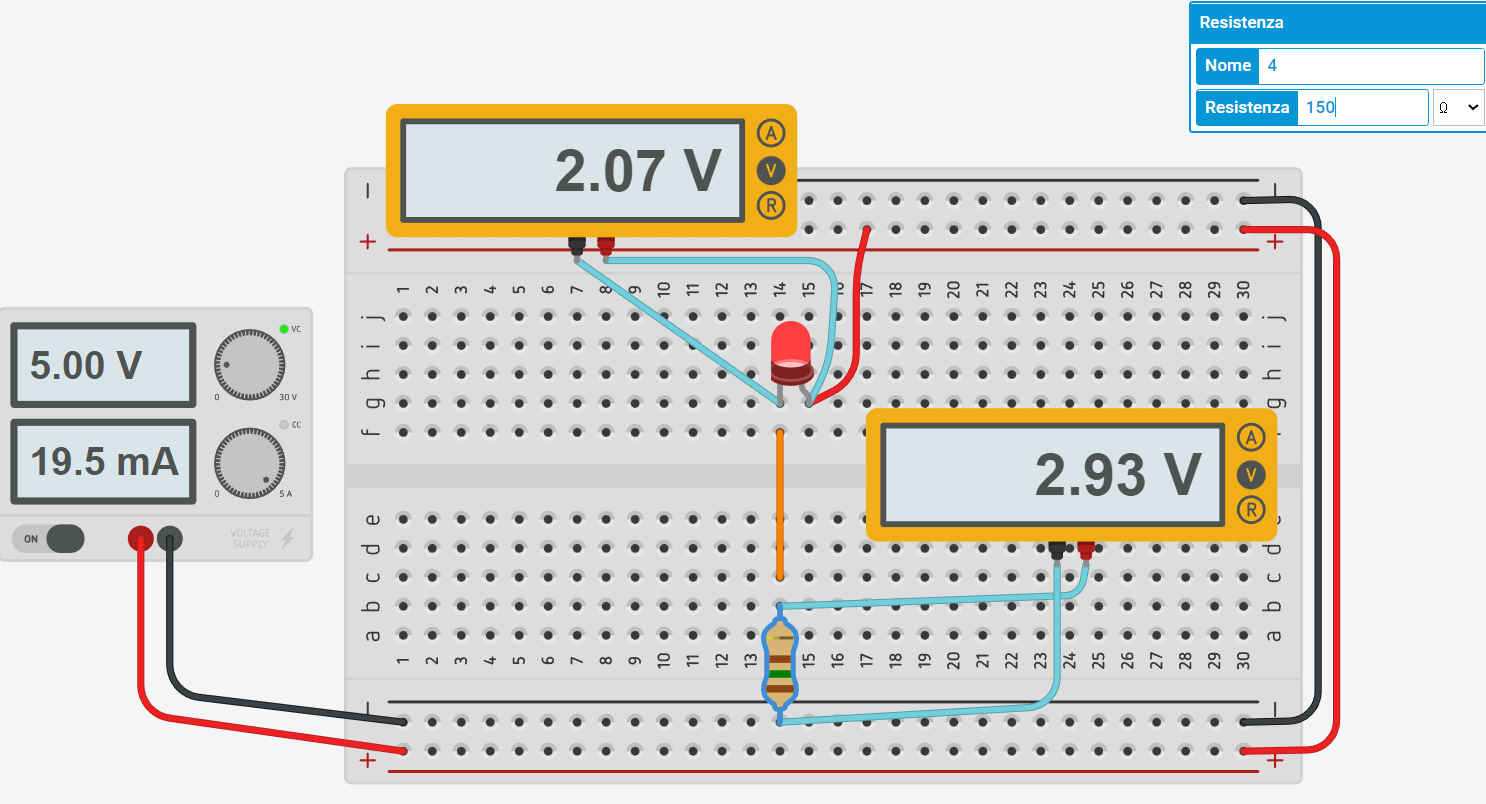 Resistenza
Nome 4
Resistenza 150 Ω
2.07 V
A
V
R
1 2 3 4 5 6 7 8 9 10 11 12 13 14 15 16 17 18 19 20 21 22 23 24 25 26 27 28 29 30
j j
i i
h h
g g
f
5.00 V
VC
0 30 V
19.5 mA
CC
0 5 A
ON
VOLTAGE
SUPPLY
2.93 V
A
V
R
e e
d d
c c
b b
a a
1 2 3 4 5 6 7 8 9 10 11 12 13 15 16 17 18 19 20 21 22 23 24 25 26 27 28 29 30